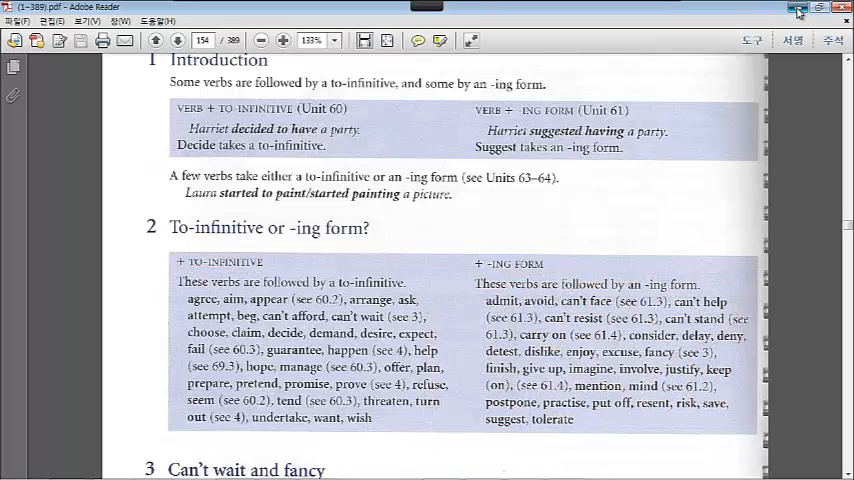 (1~389).pdf - Adobe Reader
파일(F) 편집(E) 보기(V) 창(W) 도움말(H)
154 / 389 133% 도구 서명 주석
1 Introduction
Some verbs are followed by a to-infinitive, and some by an -ing form.
VERB + TO-INFINITIVE (Unit 60)
Harriet decided to have a party.
Decide takes a to-infinitive.
VERB + -ING FORM (Unit 61)
Harriet suggested having a party.
Suggest takes an -ing form.
A few verbs take either a to-infinitive or an -ing form (see Units 63–64).
Laura started to paint/started painting a picture.
2 To-infinitive or -ing form?
+ TO-INFINITIVE
These verbs are followed by a to-infinitive.
agree, aim, appear (see 60.2), arrange, ask,
attempt, beg, can't afford, can't wait (see 3),
choose, claim, decide, demand, desire, expect,
fail (see 60.3), guarantee, happen (see 4), help
(see 69.3), hope, manage (see 60.3), offer, plan,
prepare, pretend, promise, prove (see 4), refuse,
seem (see 60.2), tend (see 60.3), threaten, turn
out (see 4), undertake, want, wish
+ -ING FORM
These verbs are followed by an -ing form.
admit, avoid, can't face (see 61.3), can't help
(see 61.3), can't resist (see 61.3), can't stand (see
61.3), carry on (see 61.4), consider, delay, deny,
detest, dislike, enjoy, excuse, fancy (see 3),
finish, give up, imagine, involve, justify, keep
(on), (see 61.4), mention, mind (see 61.2),
postpone, practise, put off, resent, risk, save,
suggest, tolerate
3 Can't wait and fancy